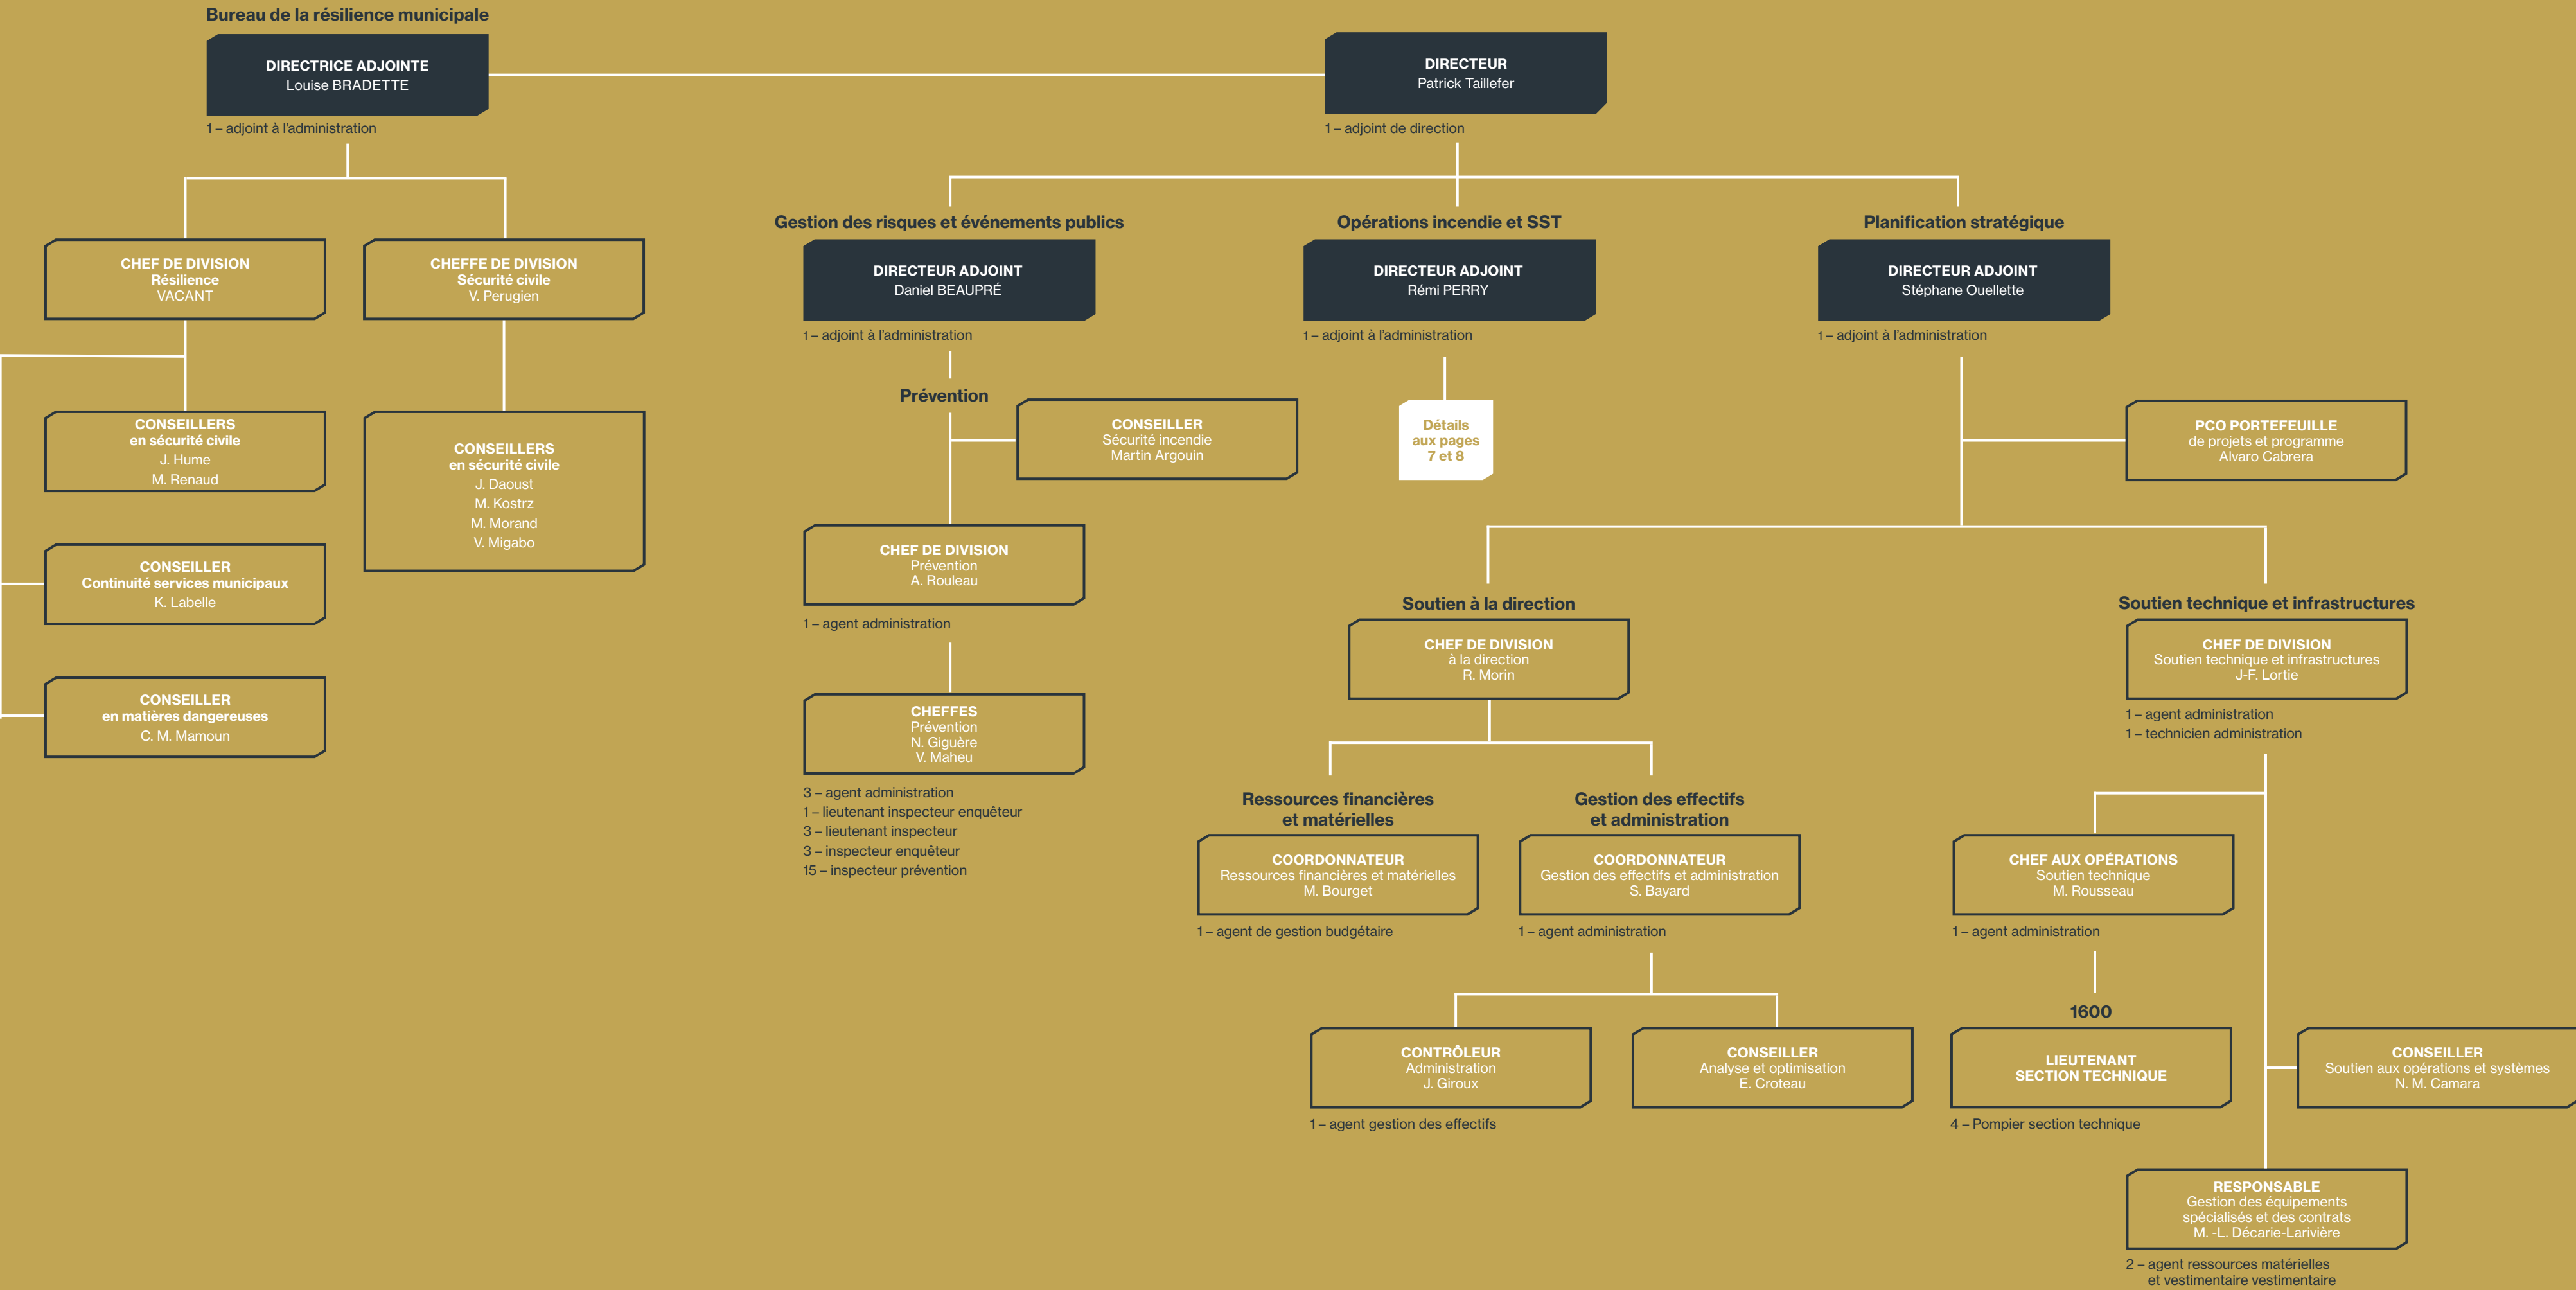 Bureau de la résilience municipale
DIRECTRICE ADJOINTE
Louise BRADETTE
1 – adjoint à l'administration
DIRECTEUR
Patrick Taillefer
1 – adjoint de direction
CHEF DE DIVISION
Résilience
VACANT
CHEFFE DE DIVISION
Sécurité civile
V. Perugien
CONSEILLERS
en sécurité civile
J. Hume
M. Renaud
CONSEILLERS
en sécurité civile
J. Daoust
M. Kostrz
M. Morand
V. Migabo
CONSEILLER
Continuité services municipaux
K. Labelle
CONSEILLER
en matières dangereuses
C. M. Mamoun
Gestion des risques et événements publics
DIRECTEUR ADJOINT
Daniel BEAUPRÉ
1 – adjoint à l'administration
Prévention
CONSEILLER
Sécurité incendie
Martin Argouin
CHEF DE DIVISION
Prévention
A. Rouleau
1 – agent administration
CHEFFES
Prévention
N. Giguère
V. Maheu
3 – agent administration
1 – lieutenant inspecteur enquêteur
3 – lieutenant inspecteur
3 – inspecteur enquêteur
15 – inspecteur prévention
Opérations incendie et SST
DIRECTEUR ADJOINT
Rémi PERRY
1 – adjoint à l'administration
Détails
aux pages
7 et 8
Planification stratégique
DIRECTEUR ADJOINT
Stéphane Ouellette
1 – adjoint à l'administration
PCO PORTEFEUILLE
de projets et programme
Alvaro Cabrera
Soutien à la direction
CHEF DE DIVISION
à la direction
R. Morin
Ressources financières
et matérielles
COORDONNATEUR
Ressources financières et matérielles
M. Bourget
1 – agent de gestion budgétaire
Gestion des effectifs
et administration
COORDONNATEUR
Gestion des effectifs et administration
S. Bayard
1 – agent administration
CONTRÔLEUR
Administration
J. Giroux
1 – agent gestion des effectifs
CONSEILLER
Analyse et optimisation
E. Croteau
Soutien technique et infrastructures
CHEF DE DIVISION
Soutien technique et infrastructures
J-F. Lortie
1 – agent administration
1 – technicien administration
CHEF AUX OPÉRATIONS
Soutien technique
M. Rousseau
1 – agent administration
1600
LIEUTENANT
SECTION TECHNIQUE
4 – Pompier section technique
CONSEILLER
Soutien aux opérations et systèmes
N. M. Camara
RESPONSABLE
Gestion des équipements
spécialisés et des contrats
M. -L. Décarie-Larivière
2 – agent ressources matérielles
et vestimentaire vestimentaire